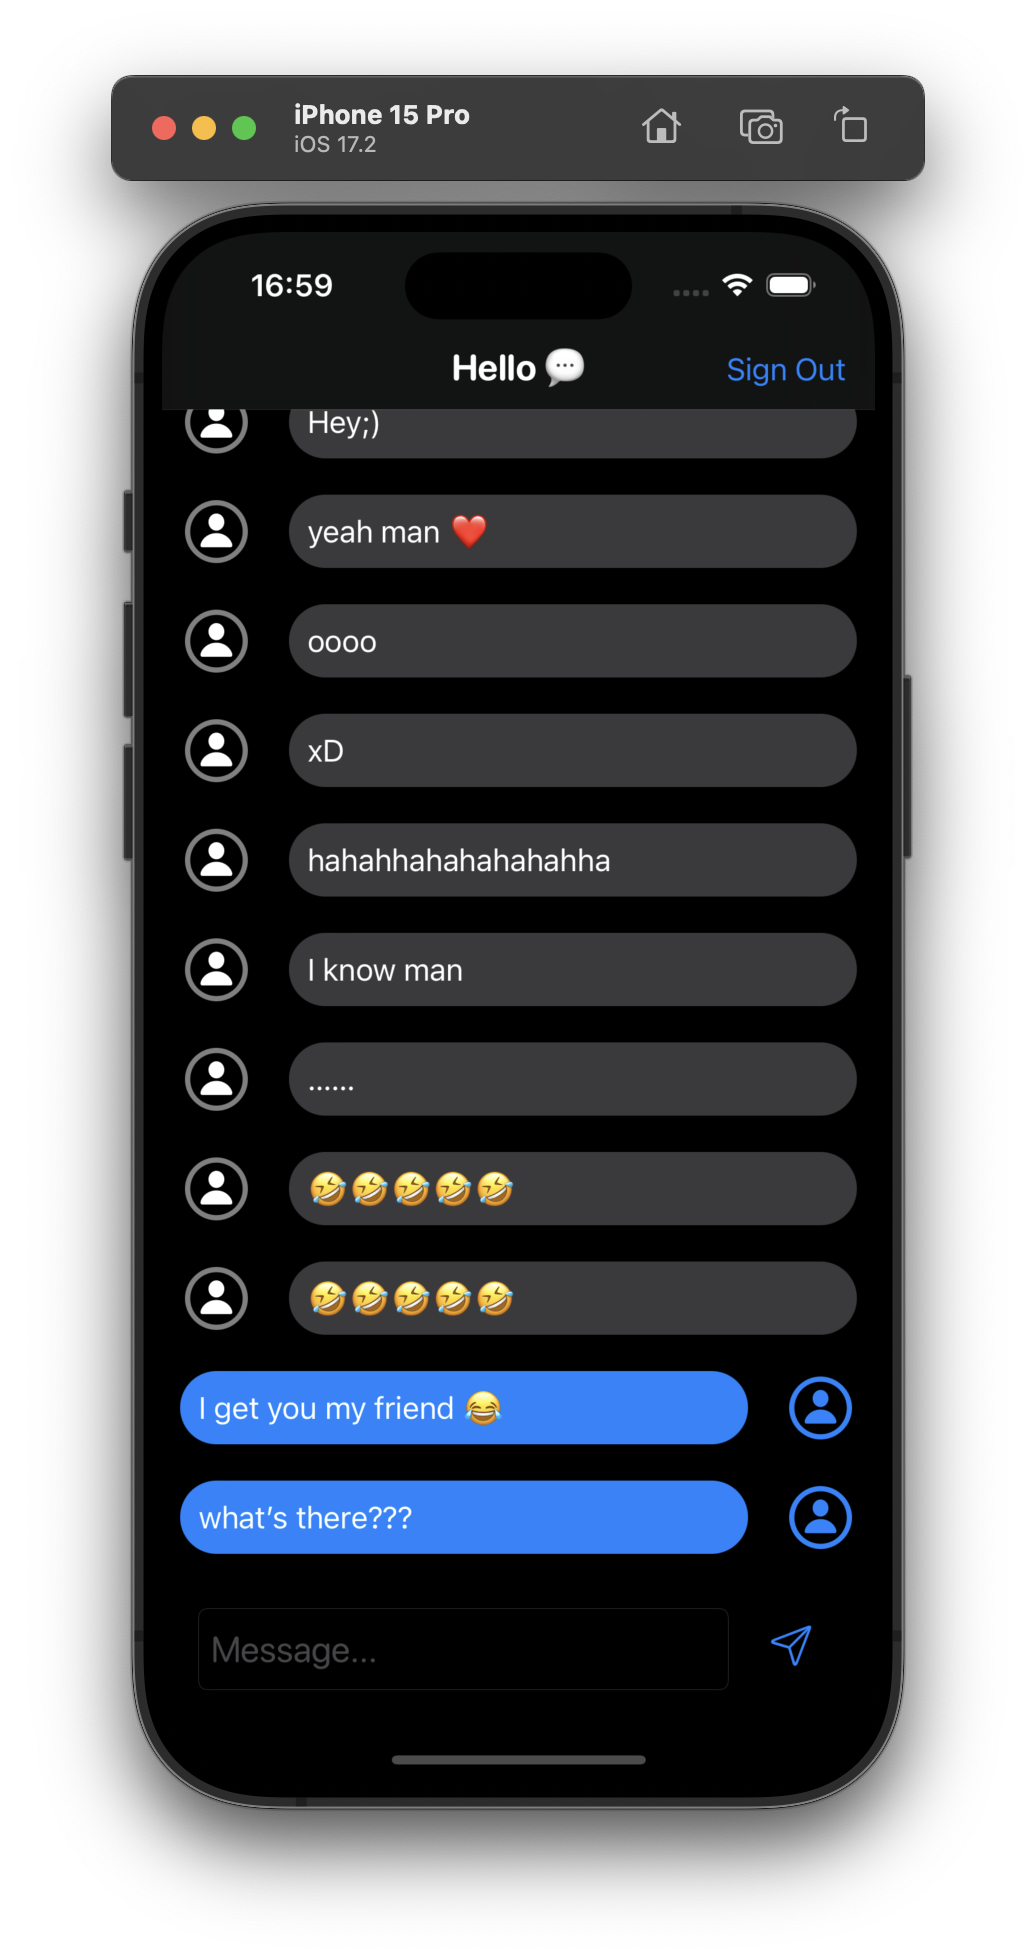 iPhone 15 Pro
iOS 17.2
16:59
Hello 💬
Sign Out
Hey;)
yeah man ❤️
oooo
xD
hahahhahahahahahha
I know man
......
🤣🤣🤣🤣🤣
🤣🤣🤣🤣🤣
I get you my friend 😂
what’s there???
Message...